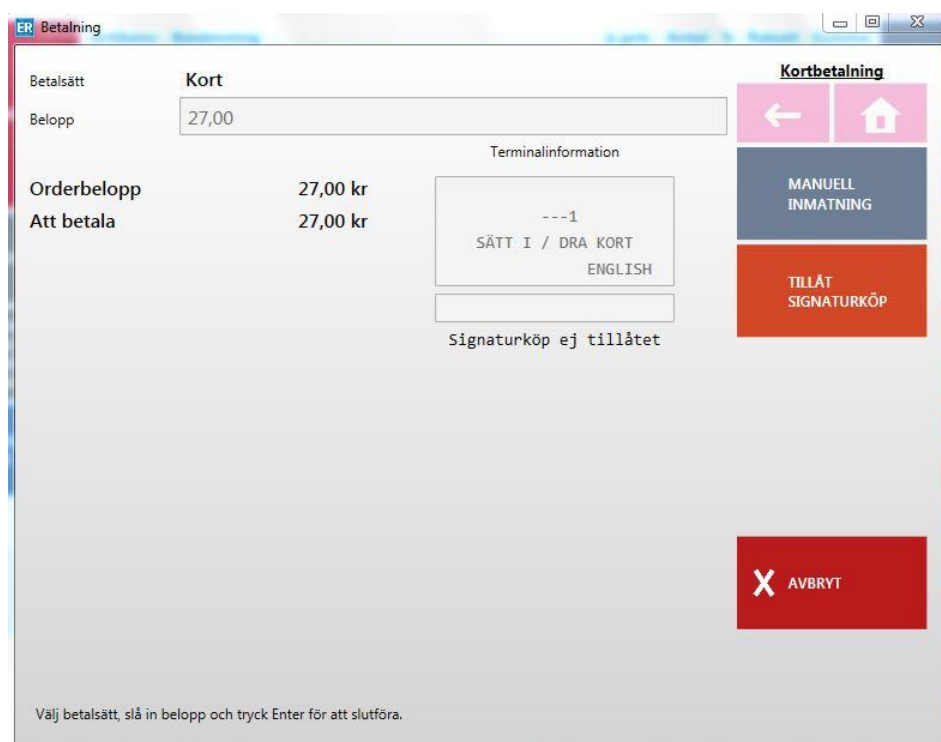 ER Betalning
Betalsätt Kort
Belopp 27,00
Terminalinformation
Orderbelopp 27,00 kr
Att betala 27,00 kr
---1
SÄTT I / DRA KORT
ENGLISH
Signaturköp ej tillåtet
Kortbetalning
MANUELL
INMATNING
TILLÅT
SIGNATURKÖP
X AVBRYT
Välj betalsätt, slå in belopp och tryck Enter för att slutföra.